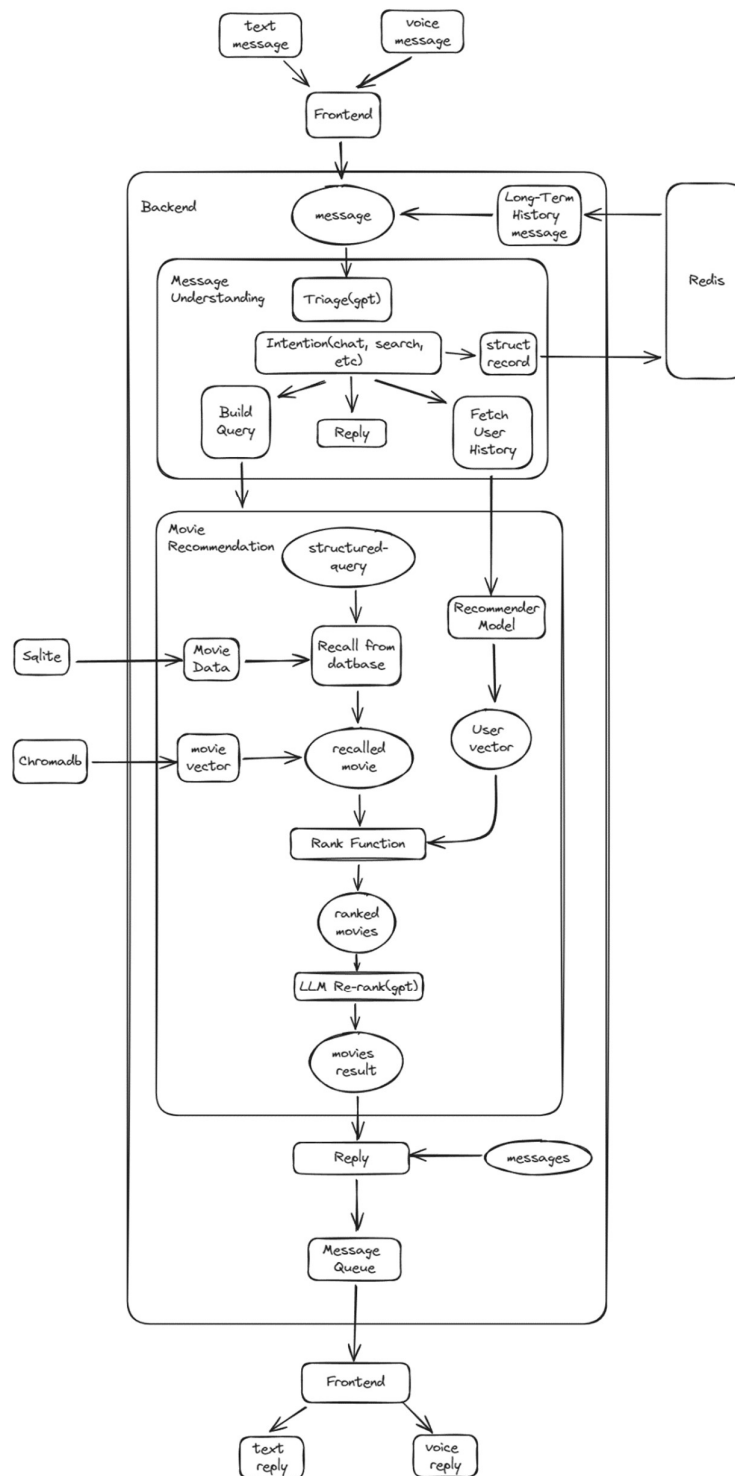 text
message
voice
message
Frontend
Backend
message
Long-Term
History
message
Redis
Message
Understanding
Triage(gpt)
Intention(chat, search,
etc)
struct
record
Build
Query
Reply
Fetch
User
History
Movie
Recommendation
structured-
query
Recommender
Model
Sqlite
Movie
Data
Recall from
datbase
User
vector
Chromadb
movie
vector
recalled
movie
Rank Function
ranked
movies
LLM Re-rank(gpt)
movies
result
Reply
messages
Message
Queue
Frontend
text
reply
voice
reply